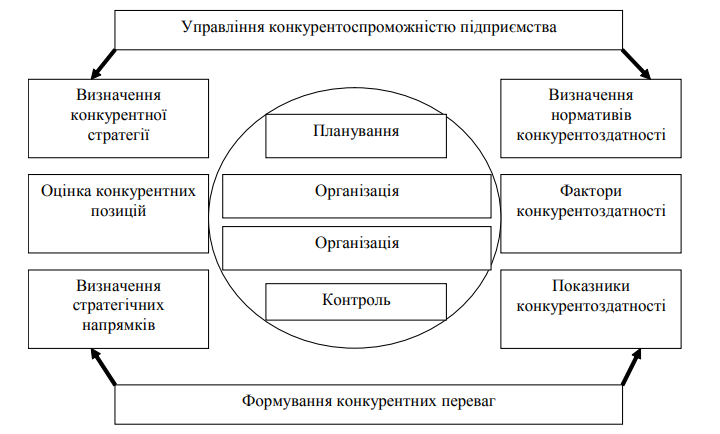 Управління конкурентоспроможністю підприємства
Визначення
конкурентної
стратегії
Планування
Визначення
нормативів
конкурентоздатності
Оцінка конкурентних
позицій
Організація
Фактори
конкурентоздатності
Організація
Визначення
стратегічних
напрямків
Контроль
Показники
конкурентоздатності
Формування конкурентних переваг